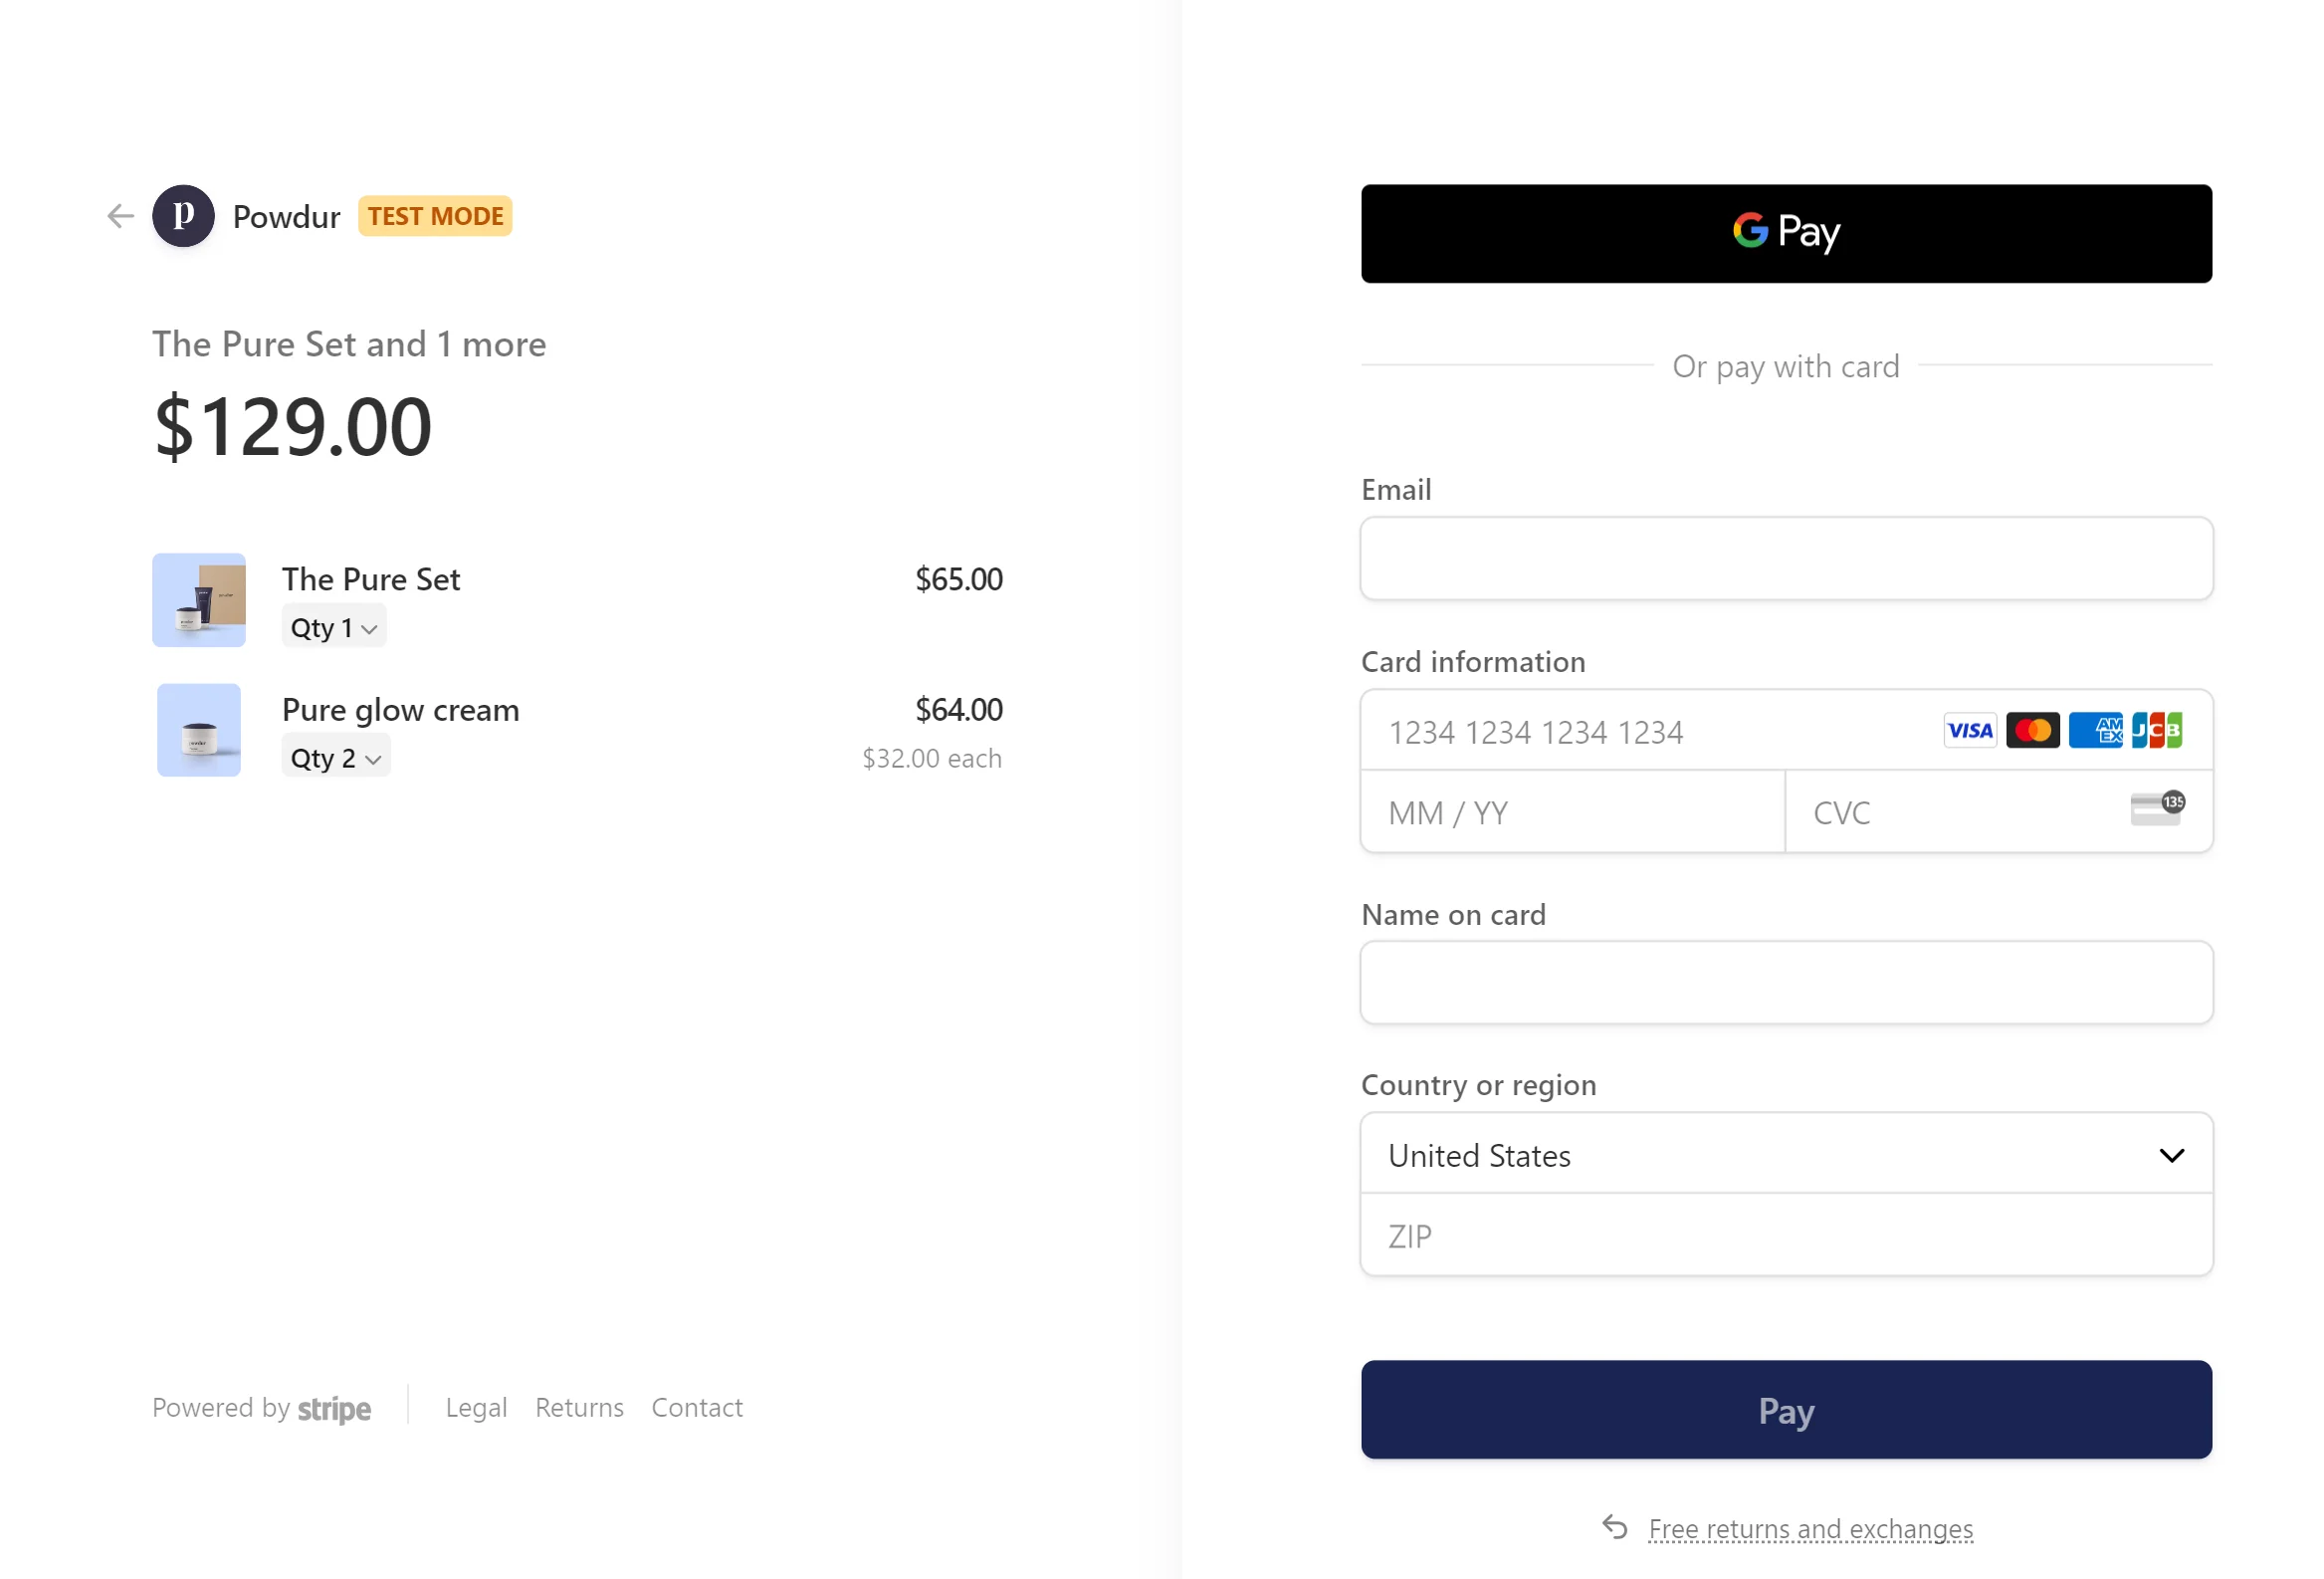 p Powdur TEST MODE
The Pure Set and 1 more
$129.00
The Pure Set $65.00
Qty 1
Pure glow cream $64.00
Qty 2 $32.00 each
Powered by stripe Legal Returns Contact
G Pay
Or pay with card
Email
Card information
1234 1234 1234 1234 VISA AM EX JCB
MM / YY CVC 135
Name on card
Country or region
United States
ZIP
Pay
Free returns and exchanges